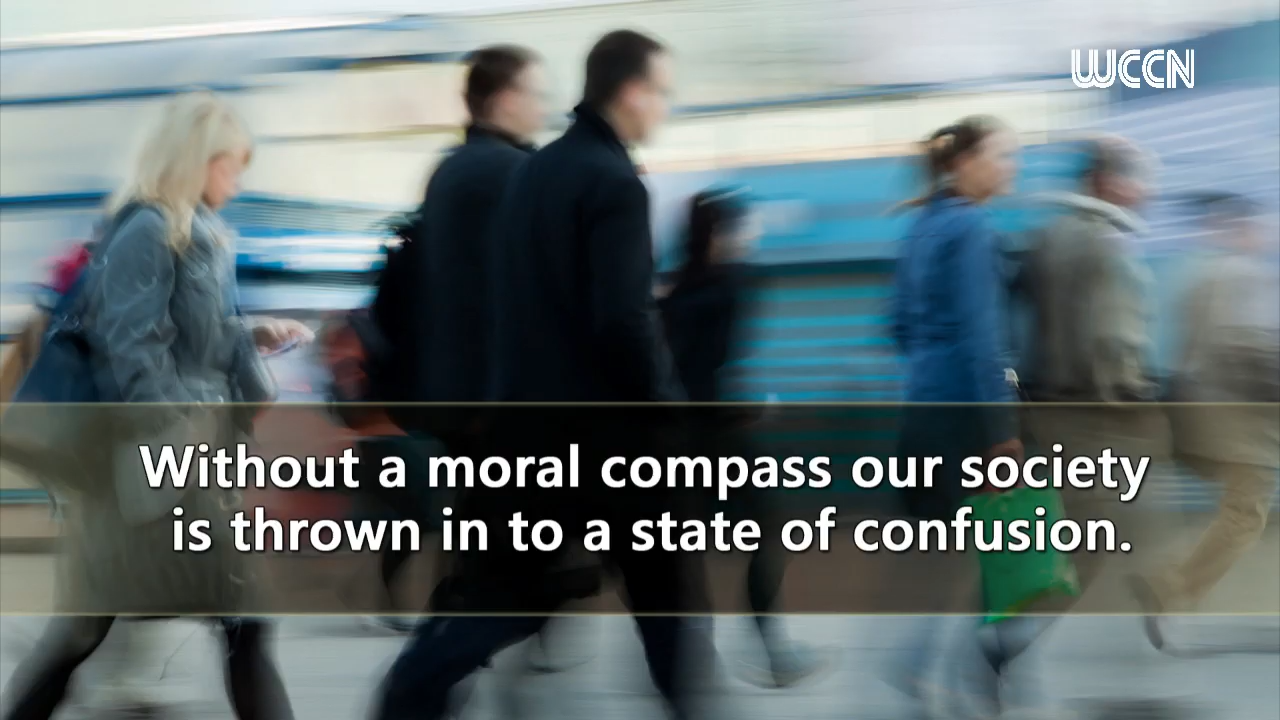 WCCN
Without a moral compass our society
is thrown in to a state of confusion.